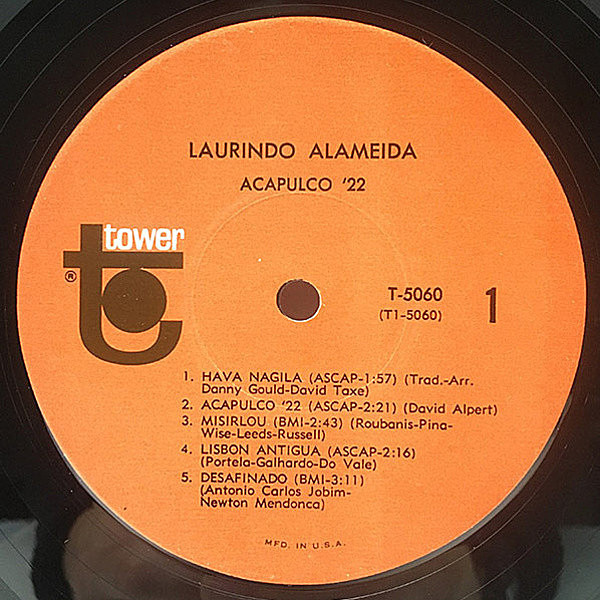 LAURINDO ALAMEIDA
ACAPULCO '22
tower
®
T-5060
(T1-5060)
1
1. HAVA NAGILA (ASCAP-1:57) (Trad.-Arr.
Danny Gould-David Taxe)
2. ACAPULCO '22 (ASCAP-2:21) (David Alpert)
3. MISIRLOU (BMI-2:43) (Roubanis-Pina-
Wise-Leeds-Russell)
4. LISBON ANTIGUA (ASCAP-2:16)
(Portela-Galhardo-Do Vale)
5. DESAFINADO (BMI-3:11)
(Antonio Carlos Jobim-
Newton Mendonca)
MFD. IN U.S.A.